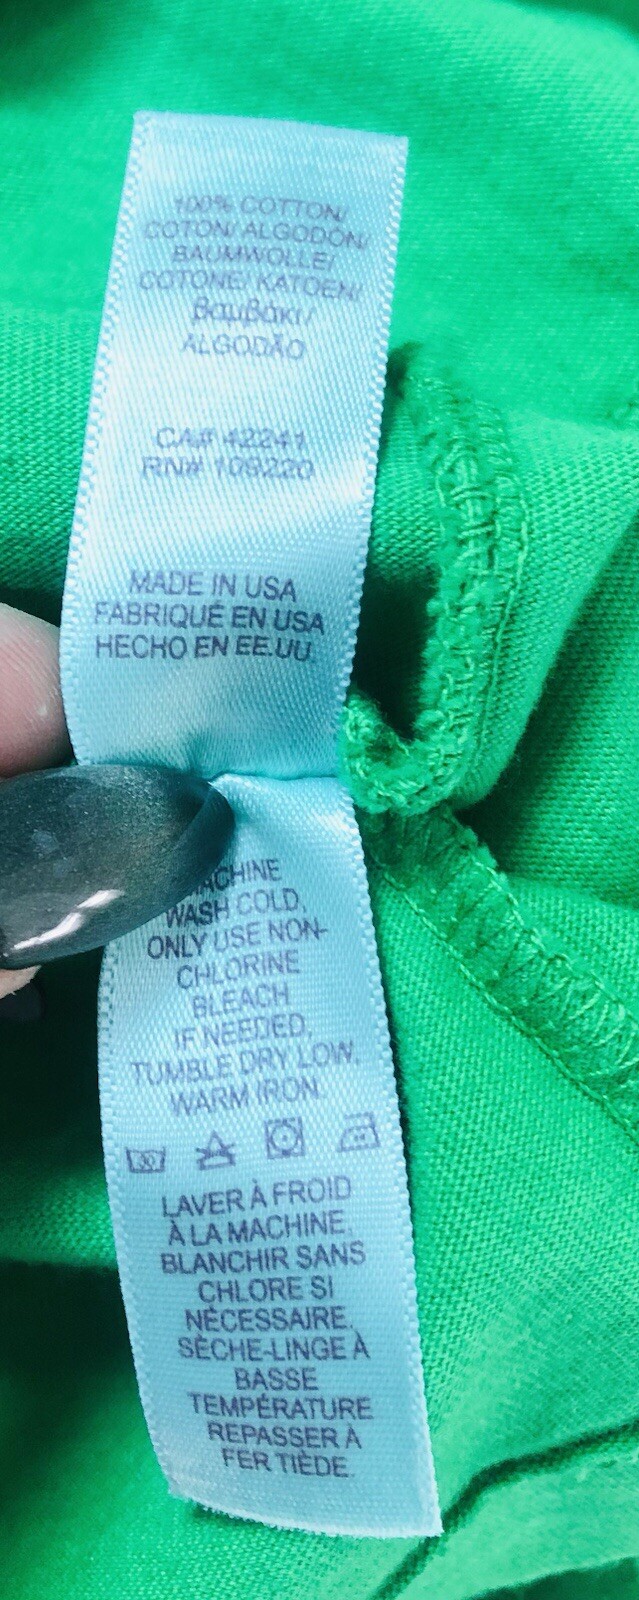 100% COTTON/
COTON/ ALGODÓN/
BAUMWOLLE/
COTONE/ KATOEN/
βαμβάκι/
ALGODÃO
CA# 42241
RN# 109220
MADE IN USA
FABRIQUÉ EN USA
HECHO EN EE.UU.
MACHINE
WASH COLD,
ONLY USE NON-
CHLORINE
BLEACH
IF NEEDED,
TUMBLE DRY LOW,
WARM IRON.
30
LAVER À FROID
À LA MACHINE,
BLANCHIR SANS
CHLORE SI
NÉCESSAIRE.
SÈCHE-LINGE À
BASSE
TEMPÉRATURE
REPASSER À
FER TIÈDE.